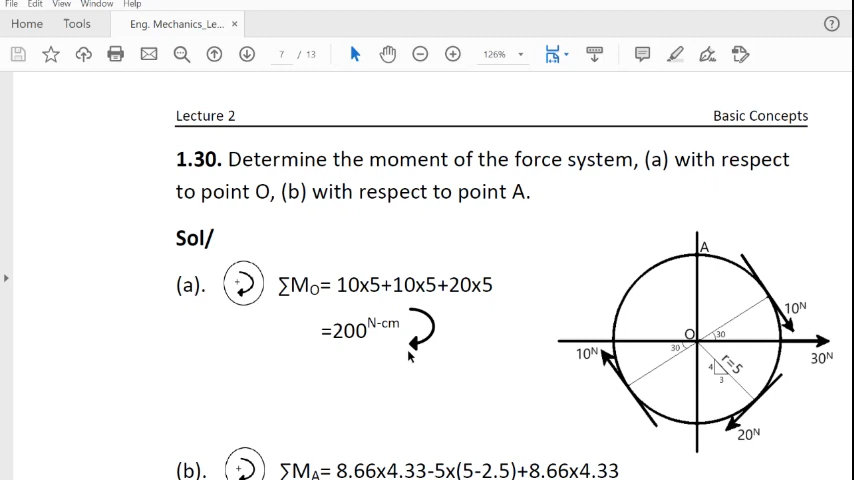 File Edit View Window Help
Home Tools Eng. Mechanics_Le... × ?
7 / 13 126%
Lecture 2 Basic Concepts
1.30. Determine the moment of the force system, (a) with respect
to point O, (b) with respect to point A.
Sol/
(a). + ∑M₀= 10x5+10x5+20x5
=200ᴺ⁻ᶜᵐ
A
10ᴺ
O 30
30
10ᴺ 30ᴺ
r=5
4
3
20ᴺ
(b). + ∑Mᴀ= 8.66x4.33-5x(5-2.5)+8.66x4.33